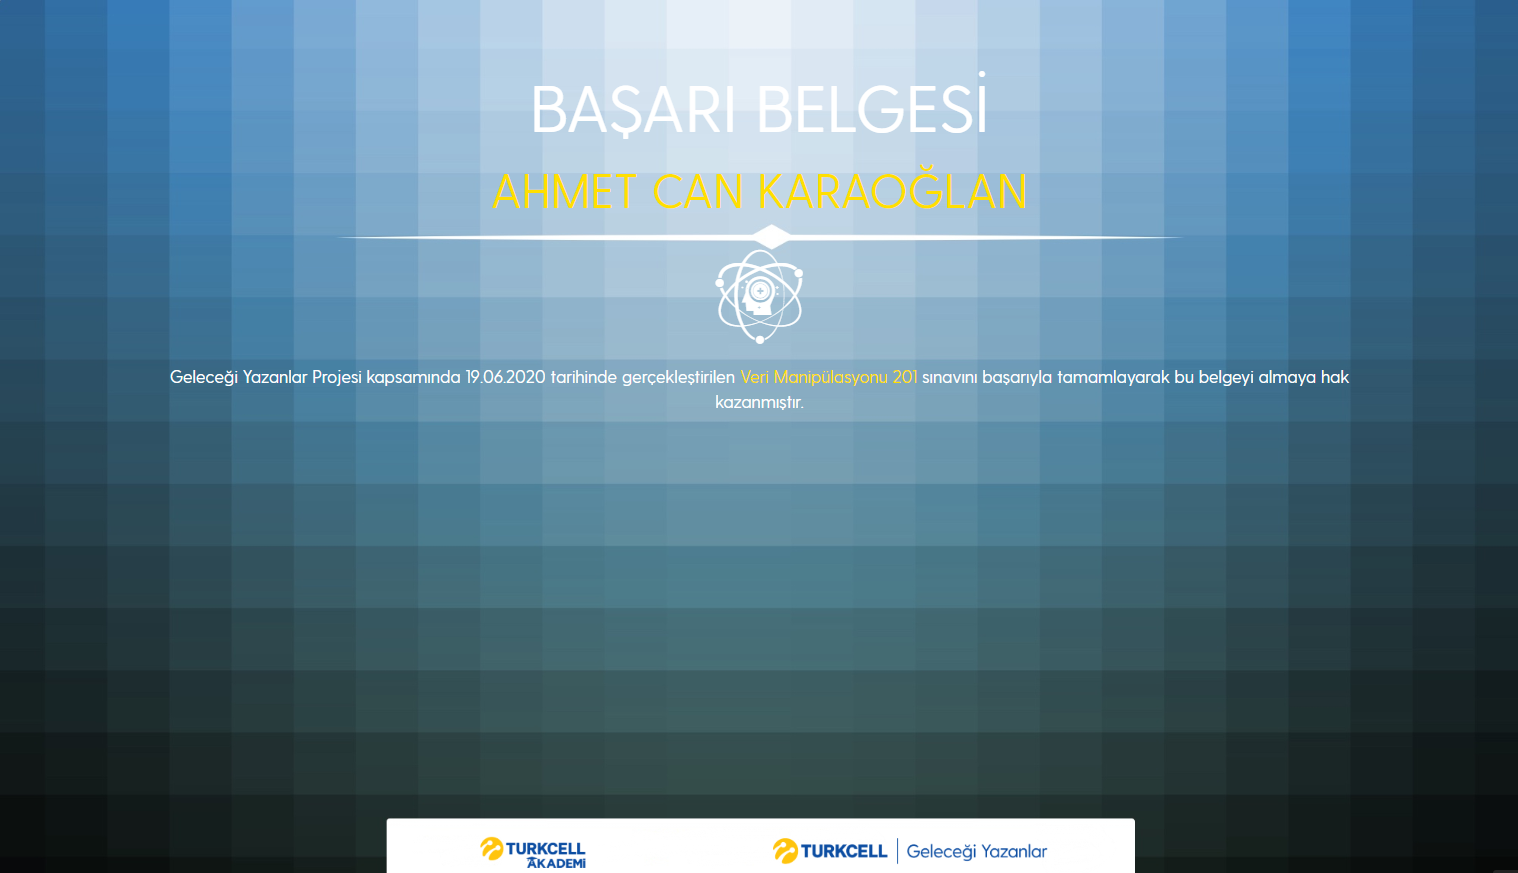 BAŞARI BELGESİ
AHMET CAN KARAOĞLAN
Geleceği Yazanlar Projesi kapsamında 19.06.2020 tarihinde gerçekleştirilen Veri Manipülasyonu 201 sınavını başarıyla tamamlayarak bu belgeyi almaya hak
kazanmıştır.
TURKCELL
AKADEMİ
TURKCELL Geleceği Yazanlar